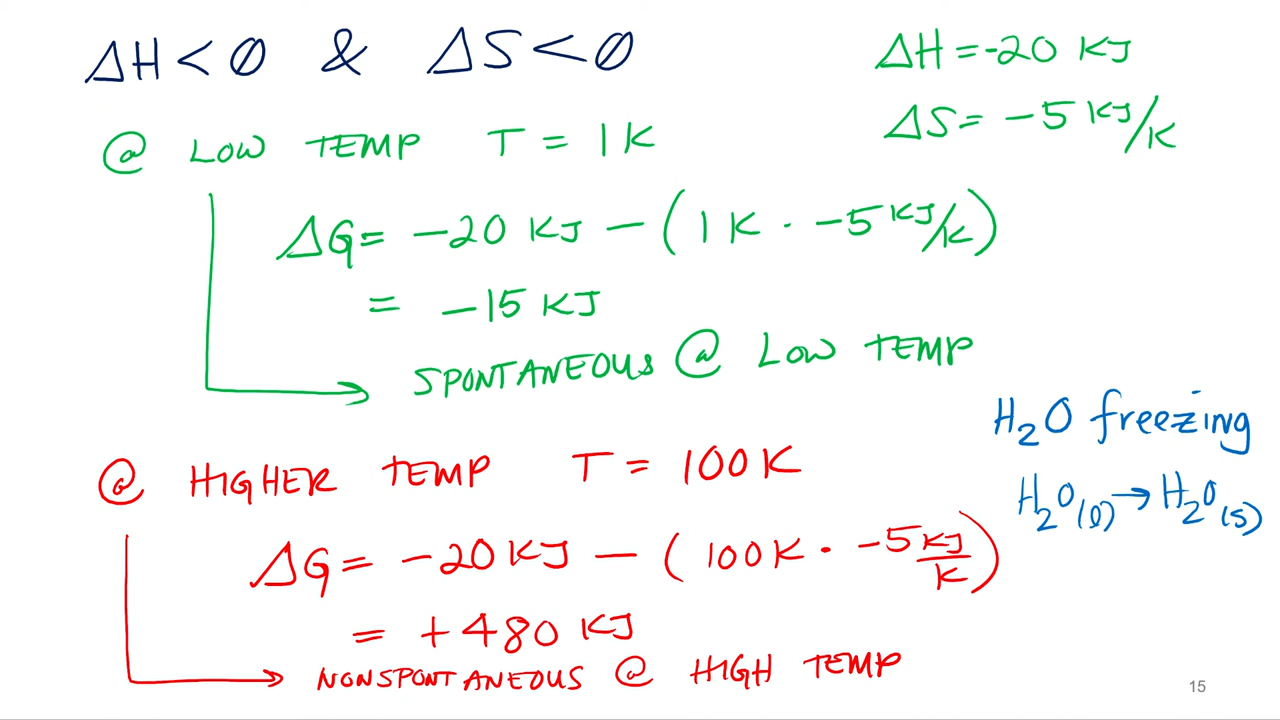 ΔH < 0 & ΔS < 0
ΔH = -20 KJ
ΔS = -5 KJ/K
@ LOW TEMP T = 1K
ΔG = -20 KJ - (1K · -5 KJ/K)
= -15 KJ
SPONTANEOUS @ LOW TEMP
H₂O freezing
H₂O(l) → H₂O(s)
@ HIGHER TEMP T = 100K
ΔG = -20 KJ - (100K · -5 KJ/K)
= +480 KJ
NONSPONTANEOUS @ HIGH TEMP
15